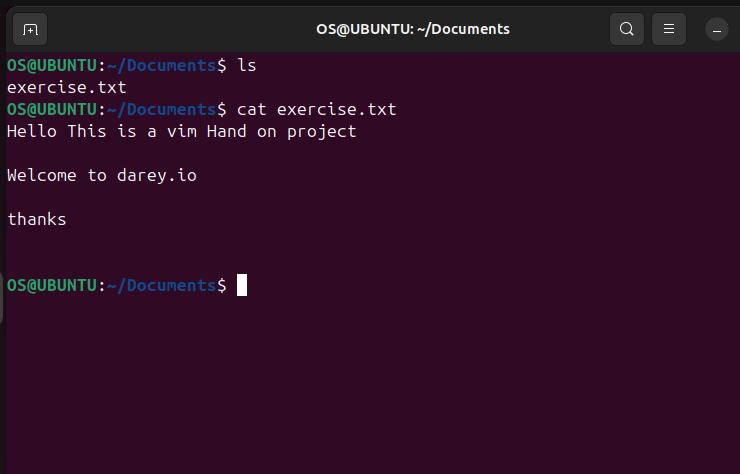 OS@UBUNTU: ~/Documents
OS@UBUNTU:~/Documents$ ls
exercise.txt
OS@UBUNTU:~/Documents$ cat exercise.txt
Hello This is a vim Hand on project
Welcome to darey.io
thanks
OS@UBUNTU:~/Documents$